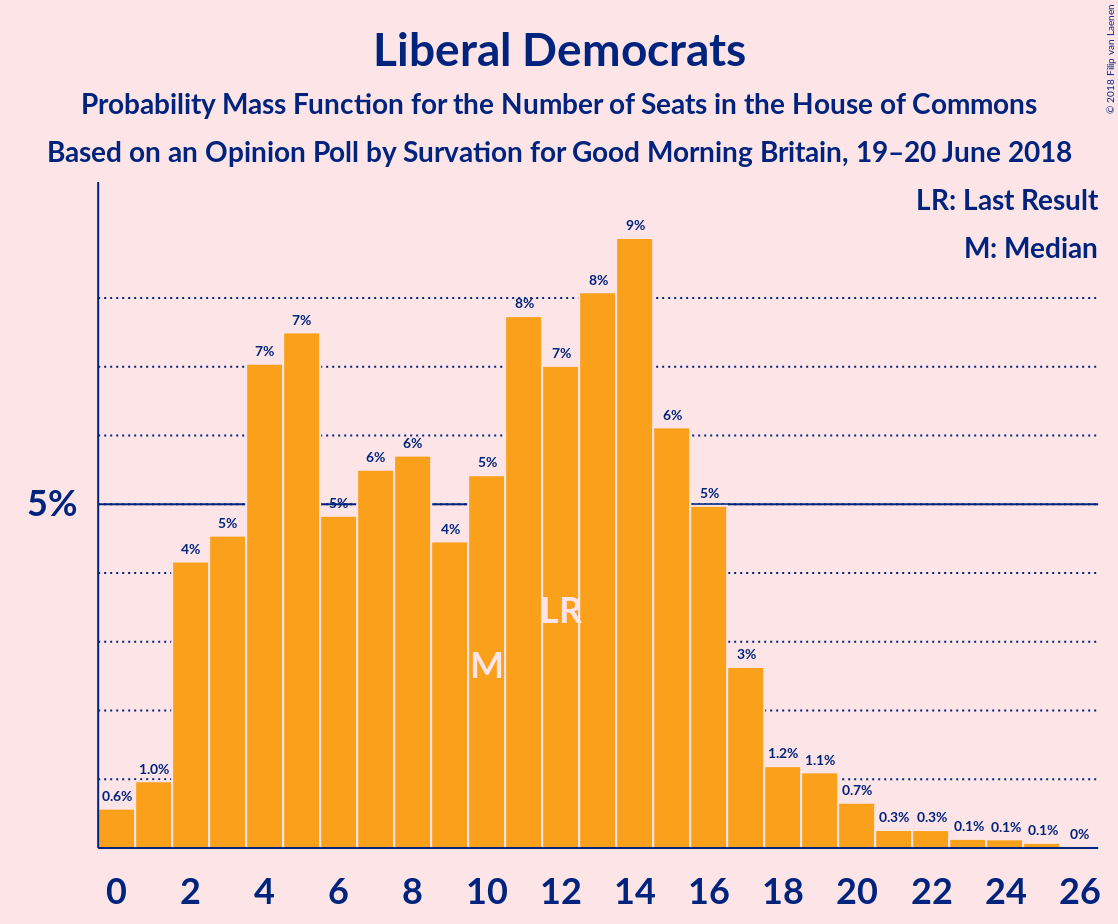 Liberal Democrats
Probability Mass Function for the Number of Seats in the House of Commons
Based on an Opinion Poll by Survation for Good Morning Britain, 19–20 June 2018
© 2018 Filip van Laenen
LR: Last Result
M: Median
5%
0.6% 1.0% 4% 5% 7% 7% 5% 6% 6% 4% 5% 8% 7% 8% 9% 6% 5% 3% 1.2% 1.1% 0.7% 0.3% 0.3% 0.1% 0.1% 0.1% 0%
LR
M
0 2 4 6 8 10 12 14 16 18 20 22 24 26